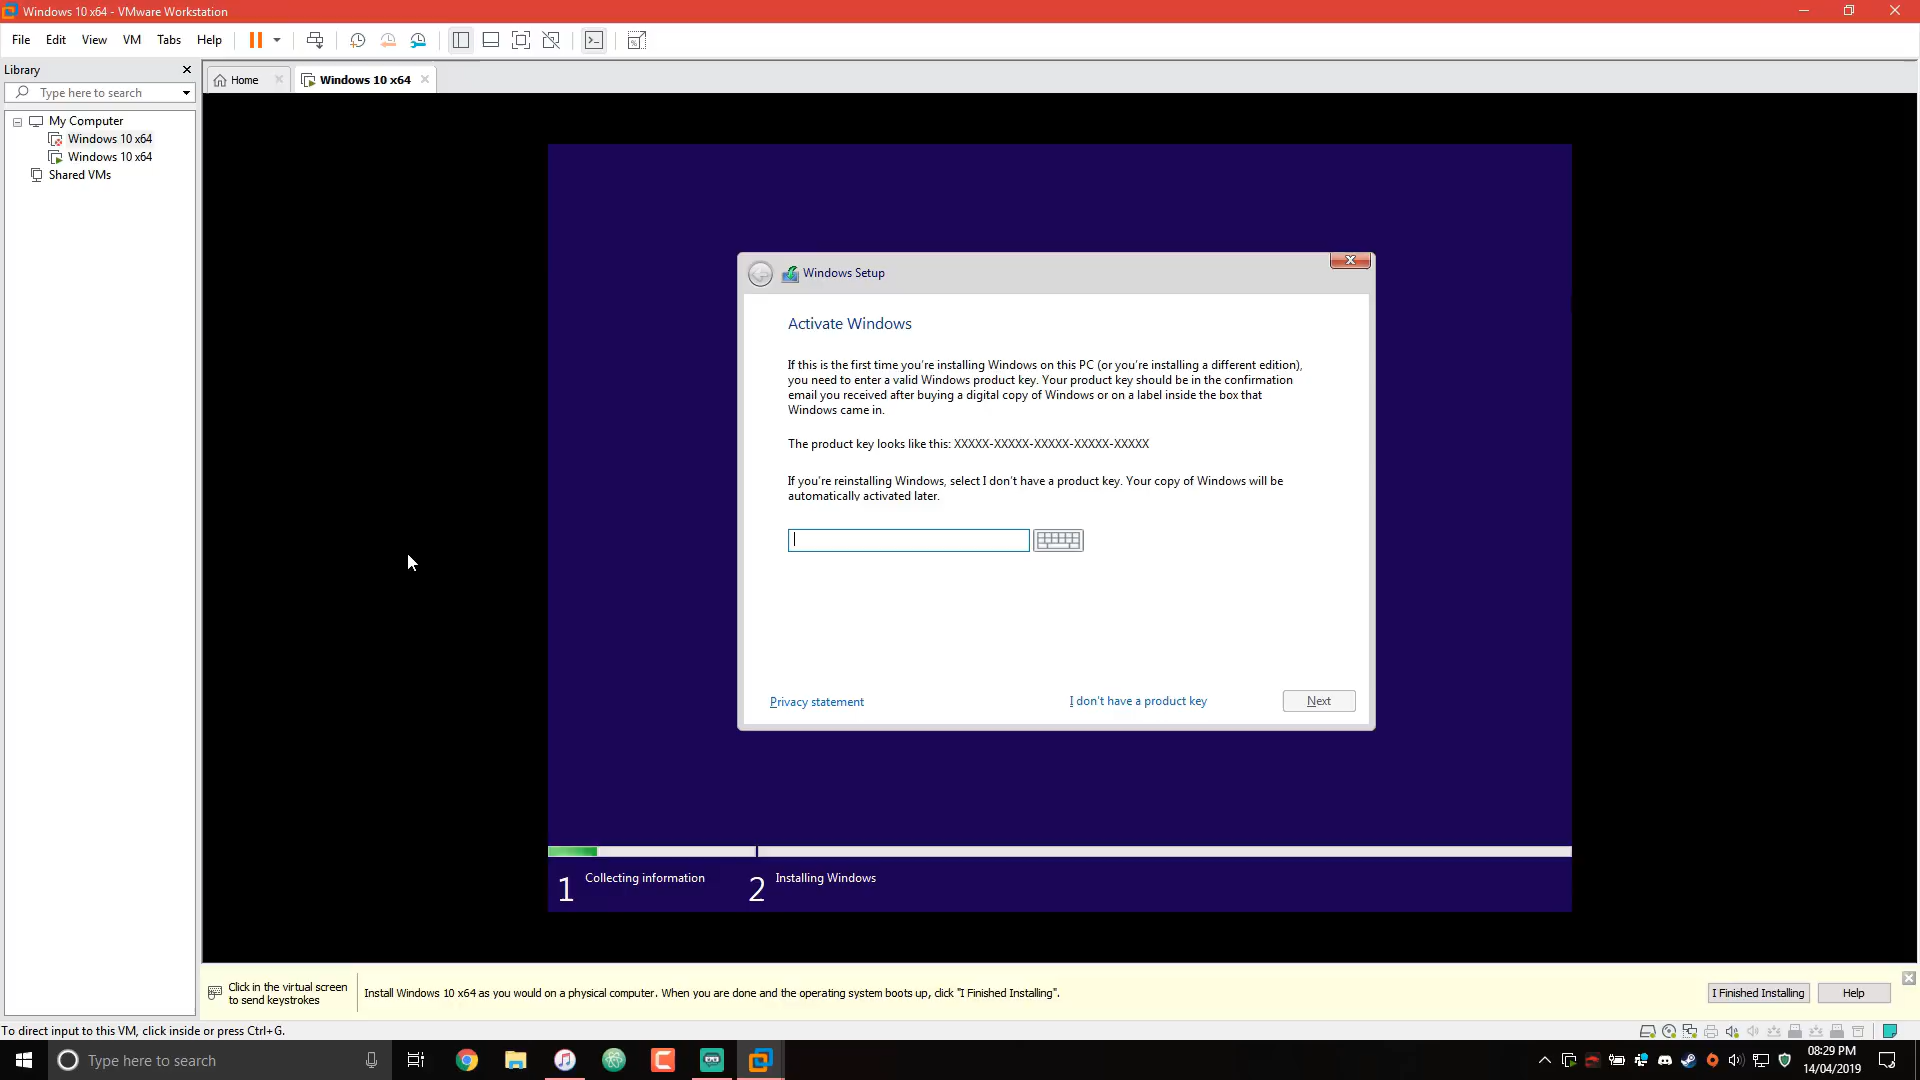 Windows 10 x64 - VMware Workstation
File Edit View VM Tabs Help
Library
Type here to search
My Computer
Windows 10 x64
Windows 10 x64
Shared VMs
Home
Windows 10 x64
Windows Setup
Activate Windows
If this is the first time you're installing Windows on this PC (or you're installing a different edition),
you need to enter a valid Windows product key. Your product key should be in the confirmation
email you received after buying a digital copy of Windows or on a label inside the box that
Windows came in.
The product key looks like this: XXXXX-XXXXX-XXXXX-XXXXX-XXXXX
If you're reinstalling Windows, select I don't have a product key. Your copy of Windows will be
automatically activated later.
Privacy statement
I don't have a product key
Next
1 Collecting information
2 Installing Windows
Click in the virtual screen
to send keystrokes
Install Windows 10 x64 as you would on a physical computer. When you are done and the operating system boots up, click "I Finished Installing".
I Finished Installing
Help
To direct input to this VM, click inside or press Ctrl+G.
Type here to search
08:29 PM
14/04/2019